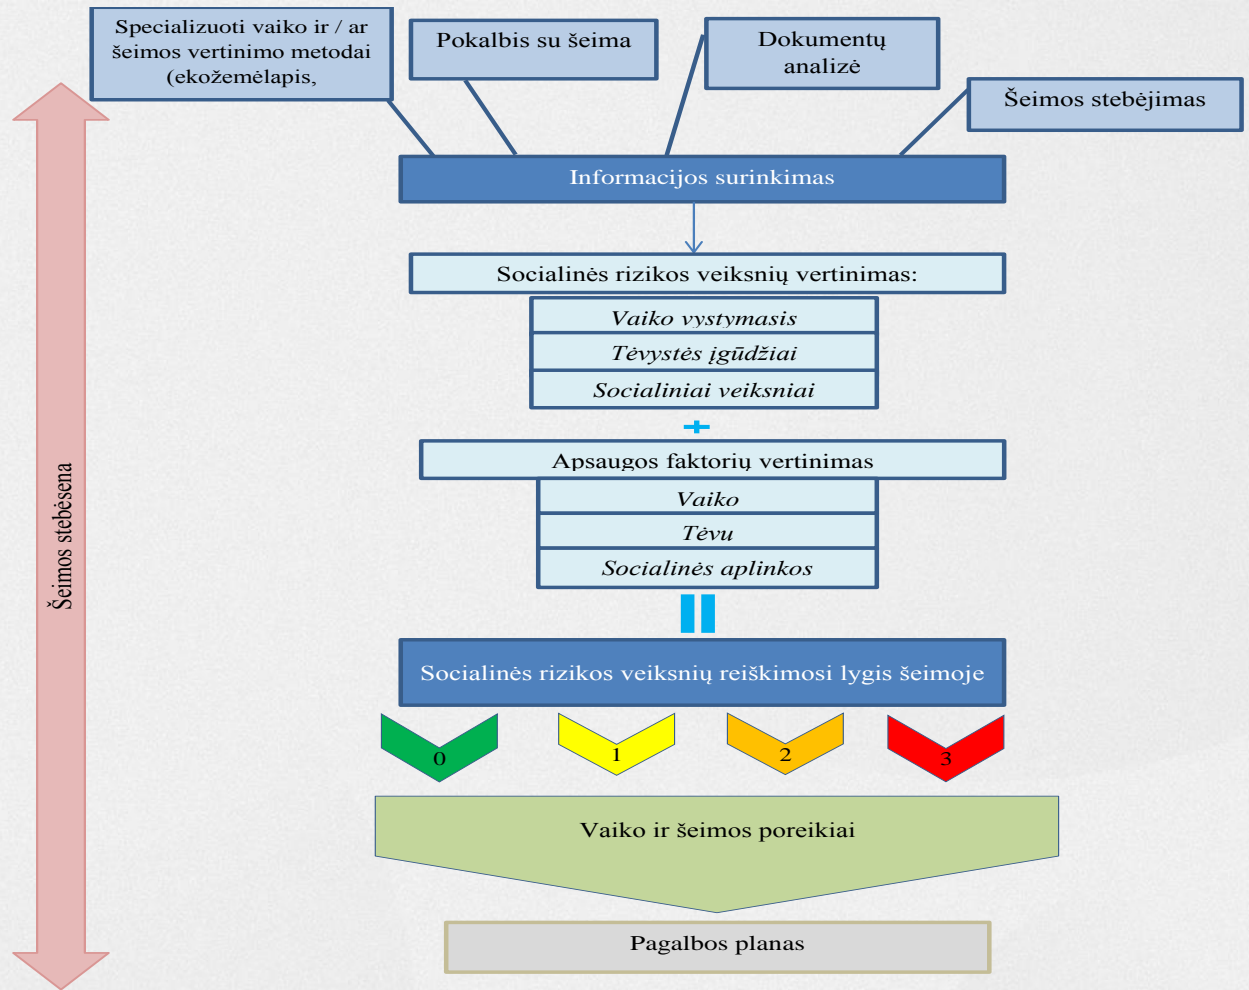 Specializuoti vaiko ir / ar
šeimos vertinimo metodai
(ekožemėlapis,
Pokalbis su šeima
Dokumentų
analizė
Šeimos stebėjimas
Informacijos surinkimas
Socialinės rizikos veiksnių vertinimas:
Vaiko vystymasis
Tėvystės įgūdžiai
Socialiniai veiksniai
+
Apsaugos faktorių vertinimas
Vaiko
Tėvu
Socialinės aplinkos
Socialinės rizikos veiksnių reiškimosi lygis šeimoje
0
1
2
3
Vaiko ir šeimos poreikiai
Pagalbos planas
Šeimos stebėsena